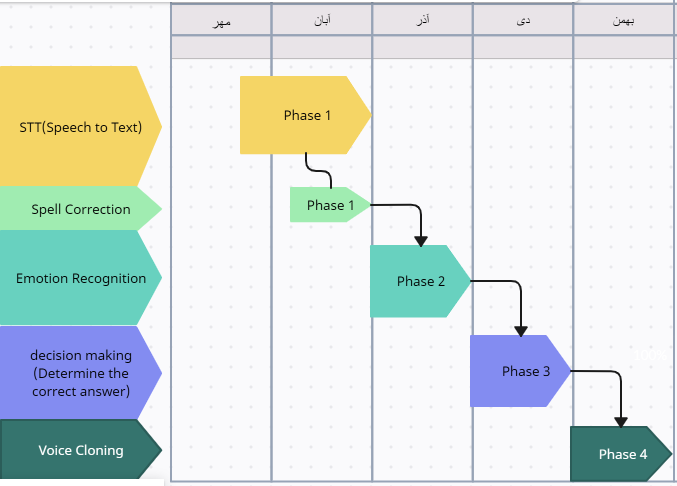 مهر
آبان
آذر
دی
بهمن
STT(Speech to Text)
Phase 1
Spell Correction
Phase 1
Emotion Recognition
Phase 2
decision making
(Determine the
correct answer)
Phase 3
Voice Cloning
Phase 4